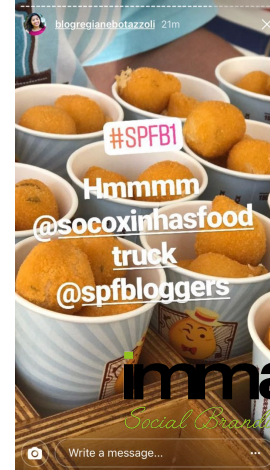 blogregianebotazzoli 21m
#SPFB1
Hmmmm
@socoxinhasfood
truck
@spfbloggers
imma
Social Brand
Write a message...